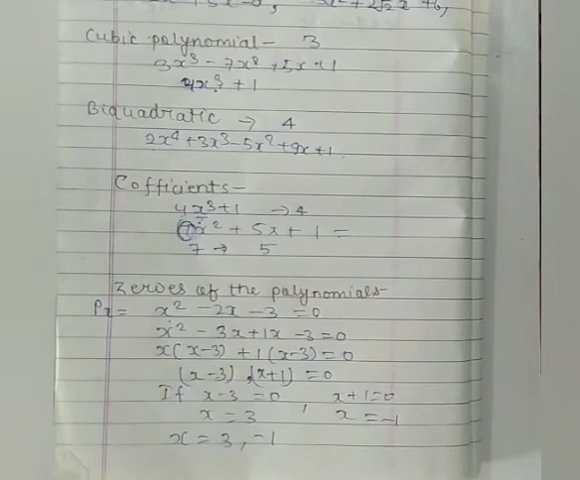 Cubic polynomial - 3
3x³ - 7x² + 5x + 1
4x³ + 1
Biquadratic → 4
2x⁴ + 3x³ - 5x² + 9x + 1
Cofficients -
4x³ + 1 → 4
7x² + 5x + 1 =
7 → 5
Zeroes of the polynomials -
Px = x² - 2x - 3 = 0
x² - 3x + 1x - 3 = 0
x(x-3) + 1(x-3) = 0
(x-3) (x+1) = 0
If x-3 = 0 , x+1 = 0
x = 3 x = -1
x = 3, -1